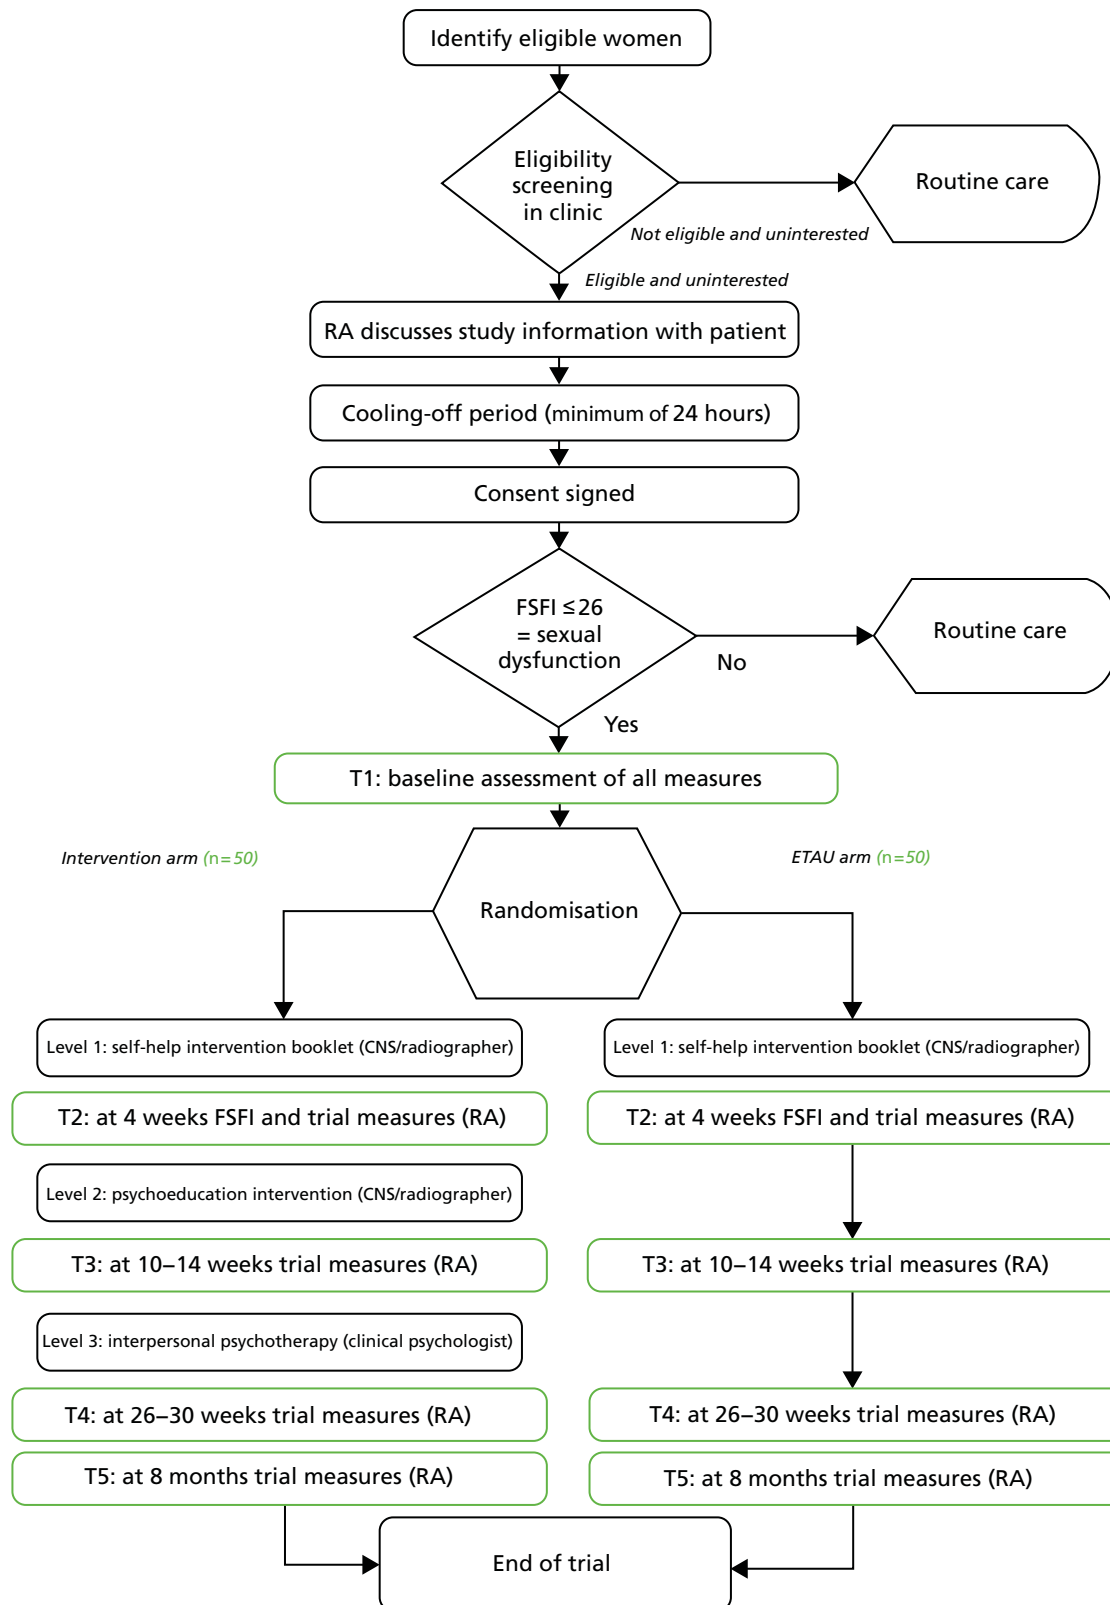 Identify eligible women
Eligibility
screening
in clinic
Routine care
Not eligible and uninterested
Eligible and uninterested
RA discusses study information with patient
Cooling-off period (minimum of 24 hours)
Consent signed
FSFI ≤26
= sexual
dysfunction
Routine care
No
Yes
T1: baseline assessment of all measures
Intervention arm (n=50)
ETAU arm (n=50)
Randomisation
Level 1: self-help intervention booklet (CNS/radiographer)
Level 1: self-help intervention booklet (CNS/radiographer)
T2: at 4 weeks FSFI and trial measures (RA)
T2: at 4 weeks FSFI and trial measures (RA)
Level 2: psychoeducation intervention (CNS/radiographer)
T3: at 10–14 weeks trial measures (RA)
T3: at 10–14 weeks trial measures (RA)
Level 3: interpersonal psychotherapy (clinical psychologist)
T4: at 26–30 weeks trial measures (RA)
T4: at 26–30 weeks trial measures (RA)
T5: at 8 months trial measures (RA)
T5: at 8 months trial measures (RA)
End of trial